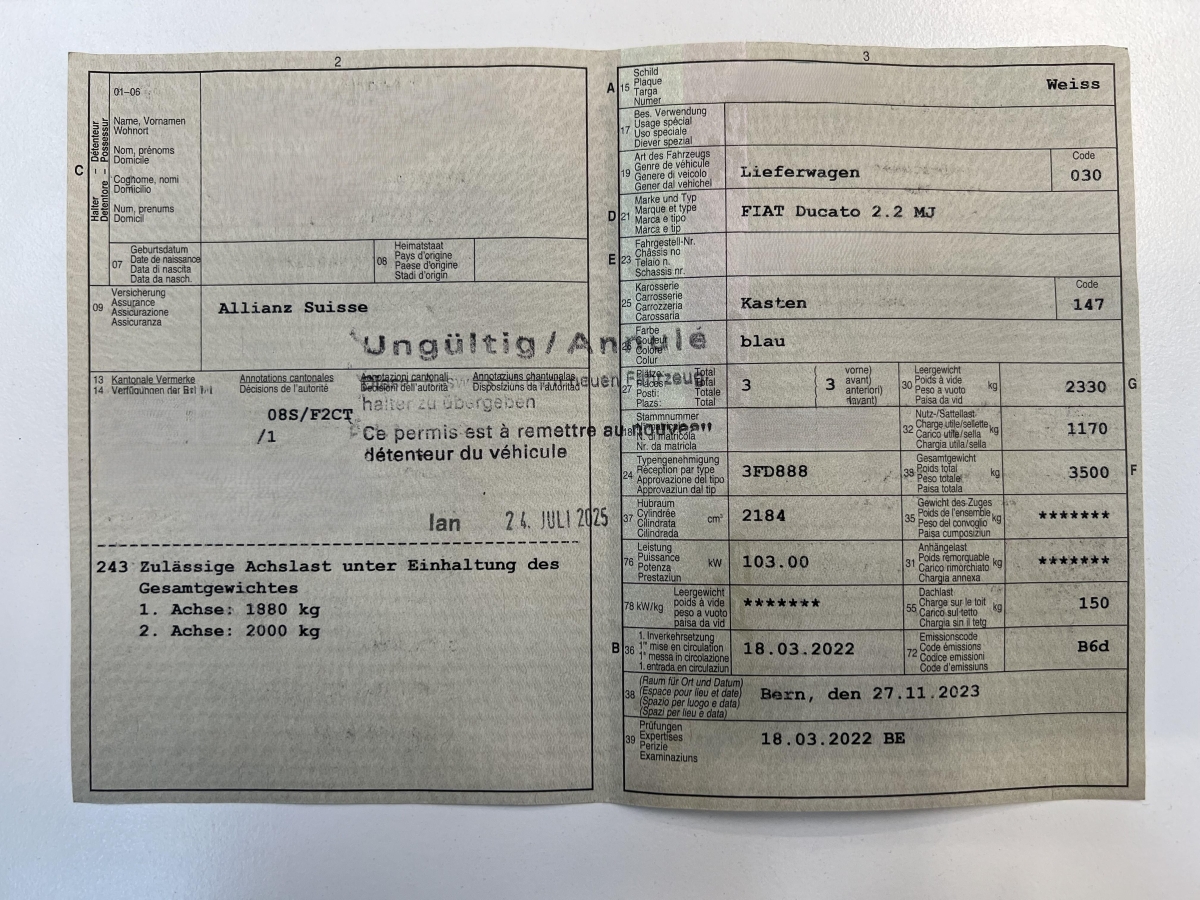 2
C
Halter – Détenteur
Detentore – Possessur
01–06
Name, Vornamen
Wohnort
Nom, prénoms
Domicile
Cognome, nomi
Domicilio
Num, prenums
Domicil
07
Geburtsdatum
Date de naissance
Data di nascita
Data da nasch.
08
Heimatstaat
Pays d'origine
Paese d'origine
Stadi d'origin
09
Versicherung
Assurance
Assicurazione
Assicuranza
Allianz Suisse
Ungültig / Annulé
13 Kantonale Vermerke
14 Verfügungen der
Annotations cantonales
Décisions de l'autorité
Annotazioni cantonali
Decisioni dell'autorità
Annotaziuns chantunalas
Disposiziuns da l'autoritad
neuen Fahrzeug
halter zu übergeben
Ce permis est à remettre au nouveau
détenteur du véhicule
08S/F2CT
/1
24. JULI 2025
243 Zulässige Achslast unter Einhaltung des
Gesamtgewichtes
1. Achse: 1880 kg
2. Achse: 2000 kg
3
A 15 Schild
Plaque
Targa
Numer
Weiss
17 Bes. Verwendung
Usage spécial
Uso speciale
Diever spezial
19 Art des Fahrzeugs
Genre de véhicule
Genere di veicolo
Gener dal vehichel
Lieferwagen
Code
030
D 21 Marke und Typ
Marque et type
Marca e tipo
Marca e tip
FIAT Ducato 2.2 MJ
E 23 Fahrgestell-Nr.
Châssis no
Telaio n.
Schassis nr.
25 Karosserie
Carrosserie
Carrozzeria
Carossaria
Kasten
Code
147
Farbe
Couleur
Colore
Colur
blau
27 Plätze: Total
Places: Total
Posti: Totale
Plazs: Total
3
3
vorne)
avant)
anteriori)
davant)
30 Leergewicht
Poids à vide
Peso a vuoto
Paisa da vid
kg
2330
G
18 Stammnummer
N. di matricola
Nr. da matricla
32 Nutz-/Sattellast
Charge utile/sellette
Carico utile/sella
Chargia utila/sella
kg
1170
24 Typengenehmigung
Réception par type
Approvazione del tipo
Approvaziun dal tip
3FD888
33 Gesamtgewicht
Poids total
Peso totale
Paisa totala
kg
3500
F
37 Hubraum
Cylindrée
Cilindrata
Cilindrada
cm³
2184
35 Gewicht des Zuges
Poids de l'ensemble
Peso del convoglio
Paisa cumposiziun
kg
*******
76 Leistung
Puissance
Potenza
Prestaziun
kW
103.00
31 Anhängelast
Poids remorquable
Carico rimorchiato
Chargia annexa
kg
*******
78 kW/kg
Leergewicht
poids à vide
peso a vuoto
paisa da vid
*******
55 Dachlast
Charge sur le toit
Carico sul tetto
Chargia sin il tetg
kg
150
B 36 1. Inverkehrsetzung
1re mise en circulation
1a messa in circolazione
1. entrada en circulaziun
18.03.2022
72 Emissionscode
Code émissions
Codice emissioni
Code d'emissiuns
B6d
38 (Raum für Ort und Datum)
(Espace pour lieu et date)
(Spazio per luogo e data)
(Spazi per lieu e data)
Bern, den 27.11.2023
39 Prüfungen
Expertises
Perizie
Examinaziuns
18.03.2022 BE